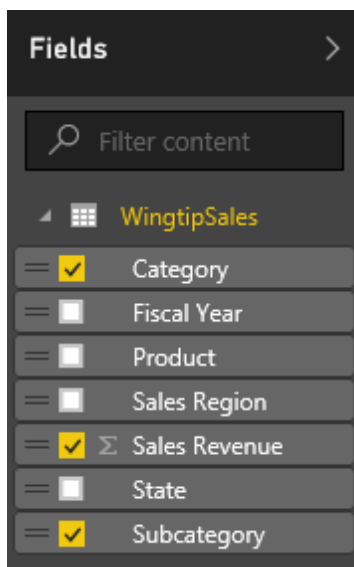 Fields
Filter content
WingtipSales
Category
Fiscal Year
Product
Sales Region
Σ Sales Revenue
State
Subcategory